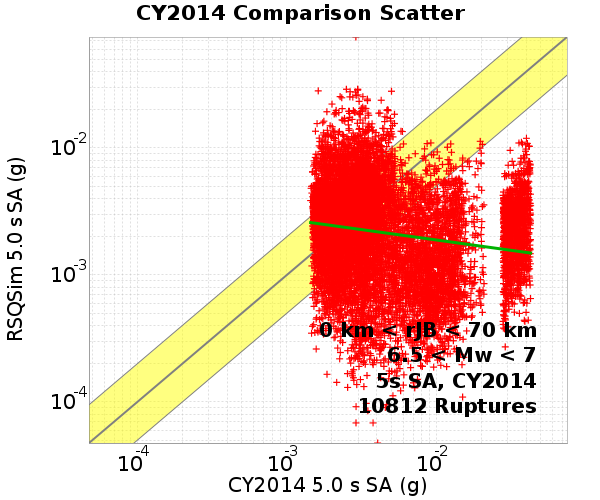 CY2014 Comparison Scatter
RSQSim 5.0 s SA (g)
10-2
10-3
10-4
0 km < rJB < 70 km
6.5 < Mw < 7
5s SA, CY2014
10812 Ruptures
10-4 10-3 10-2
CY2014 5.0 s SA (g)